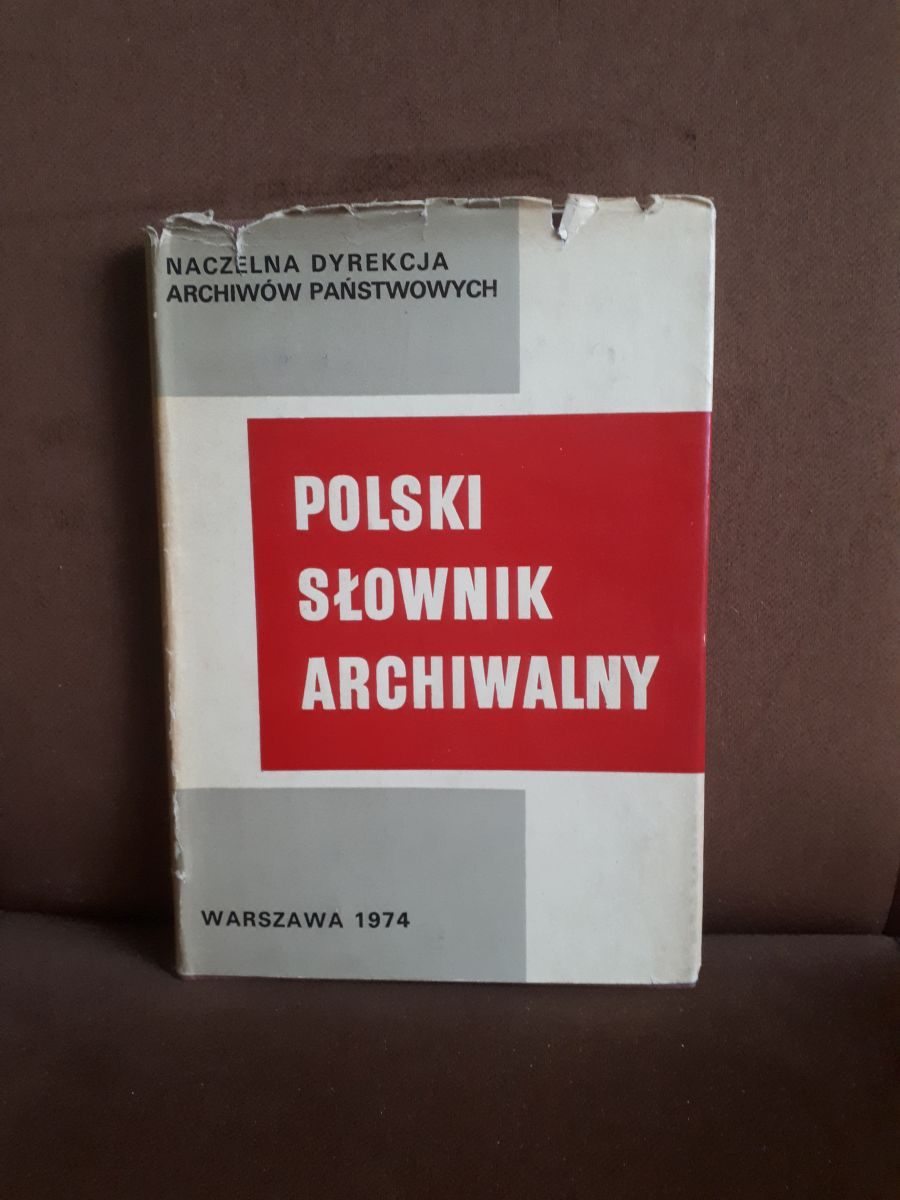 NACZELNA DYREKCJA
ARCHIWÓW PAŃSTWOWYCH
POLSKI
SŁOWNIK
ARCHIWALNY
WARSZAWA 1974